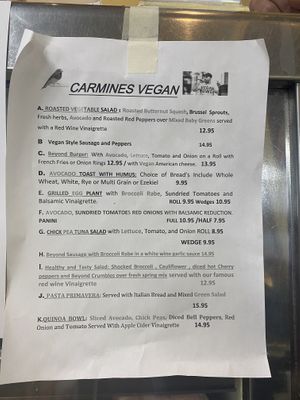 CARMINES VEGAN
A. ROASTED VEGETABLE SALAD : Roasted Butternut Squash, Brussel Sprouts,
Fresh herbs, Avocado and Roasted Red Peppers over Mixed Baby Greens served
with a Red Wine Vinaigrette 12.95
B Vegan Style Sausage and Peppers 14.95
C. Beyond Burger: With Avocado, Lettuce, Tomato and Onion on a Roll with
French Fries or Onion Rings 12.95 / with Vegan American cheese. 13.95
D. AVOCADO TOAST WITH HUMUS: Choice of Bread's Include Whole
Wheat, White, Rye or Multi Grain or Ezekiel 9.95
E. GRILLED EGG PLANT with Broccoli Rabe, Sundried Tomatoes and
Balsamic Vinaigrette. ROLL 9.95 Wedges 10.95
F. AVOCADO, SUNDRIED TOMATOES RED ONIONS WITH BALSAMIC REDUCTION.
PANINI FULL 10.95 /HALF 7.95
G. CHICK PEA TUNA SALAD with Lettuce, Tomato, and Onion ROLL 8.95
WEDGE 9.95
H. Beyond Sausage with Broccoli Rabe in a white wine garlic sauce 14.95
I. Healthy and Tasty Salad: Shocked Broccoli , Cauliflower , diced Hot Cherry
peppers and Beyond Crumbles over fresh spring mix served with our famous
red wine Vinaigrette 12.95
J. PASTA PRIMAVERA: Served with Italian Bread and Mixed Green Salad
15.95
K.QUINOA BOWL: Sliced Avocado, Chick Peas, Diced Bell Peppers, Red
Onion and Tomato Served With Apple Cider Vinaigrette 14.95